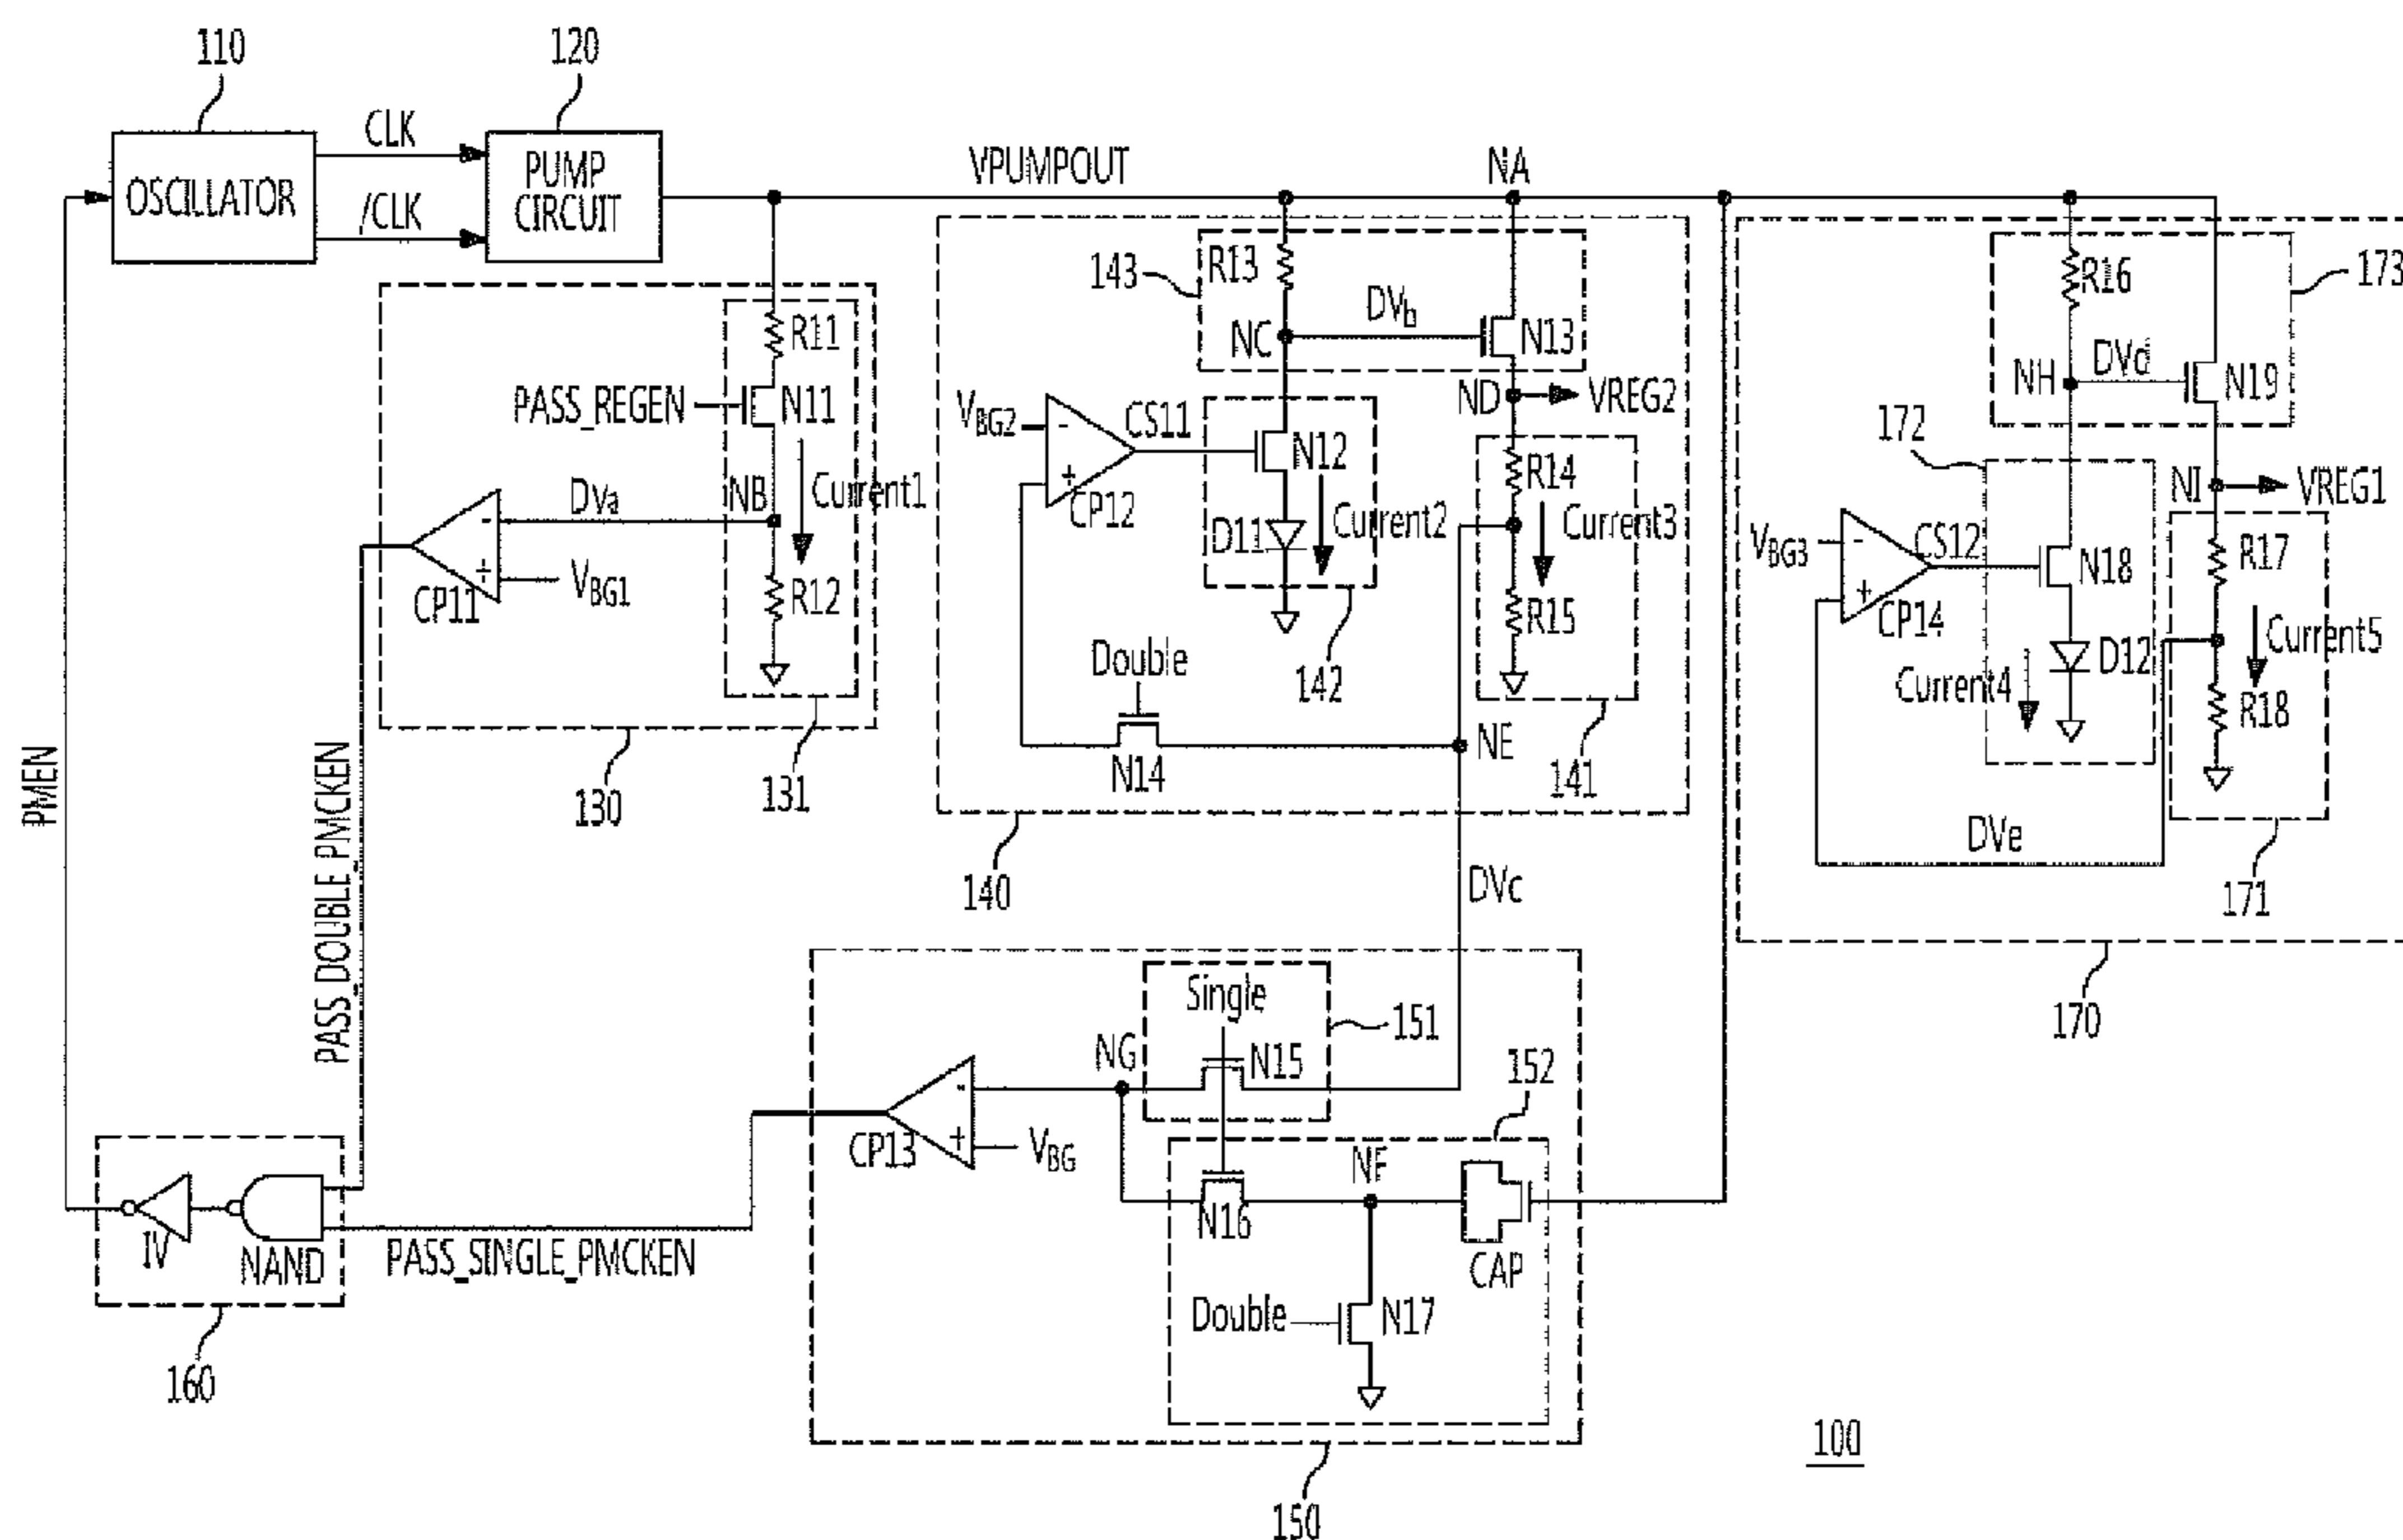 110
120
OSCILLATOR
CLK
/CLK
PUMP
CIRCUIT
VPUMPOUT
NA
143
R13
DVb
NC
N13
R16
173
NH
DVd
N19
R11
PASS_REGEN
N11
NB
Current1
DVa
CP11
-
+
VBG1
R12
130
131
VBG2
-
+
CS11
CP12
N12
D11
Current2
142
ND
VREG2
R14
Current3
R15
141
Double
N14
NE
140
DVc
172
VBG3
-
+
CS12
CP14
N18
D12
Current4
NI
VREG1
R17
Current5
R18
DVe
171
170
PMEN
PASS_DOUBLE_PMCKEN
Single
151
NG
N15
152
CP13
-
+
VBG
NF
N16
CAP
Double
N17
150
IV
NAND
PASS_SINGLE_PMCKEN
160
100